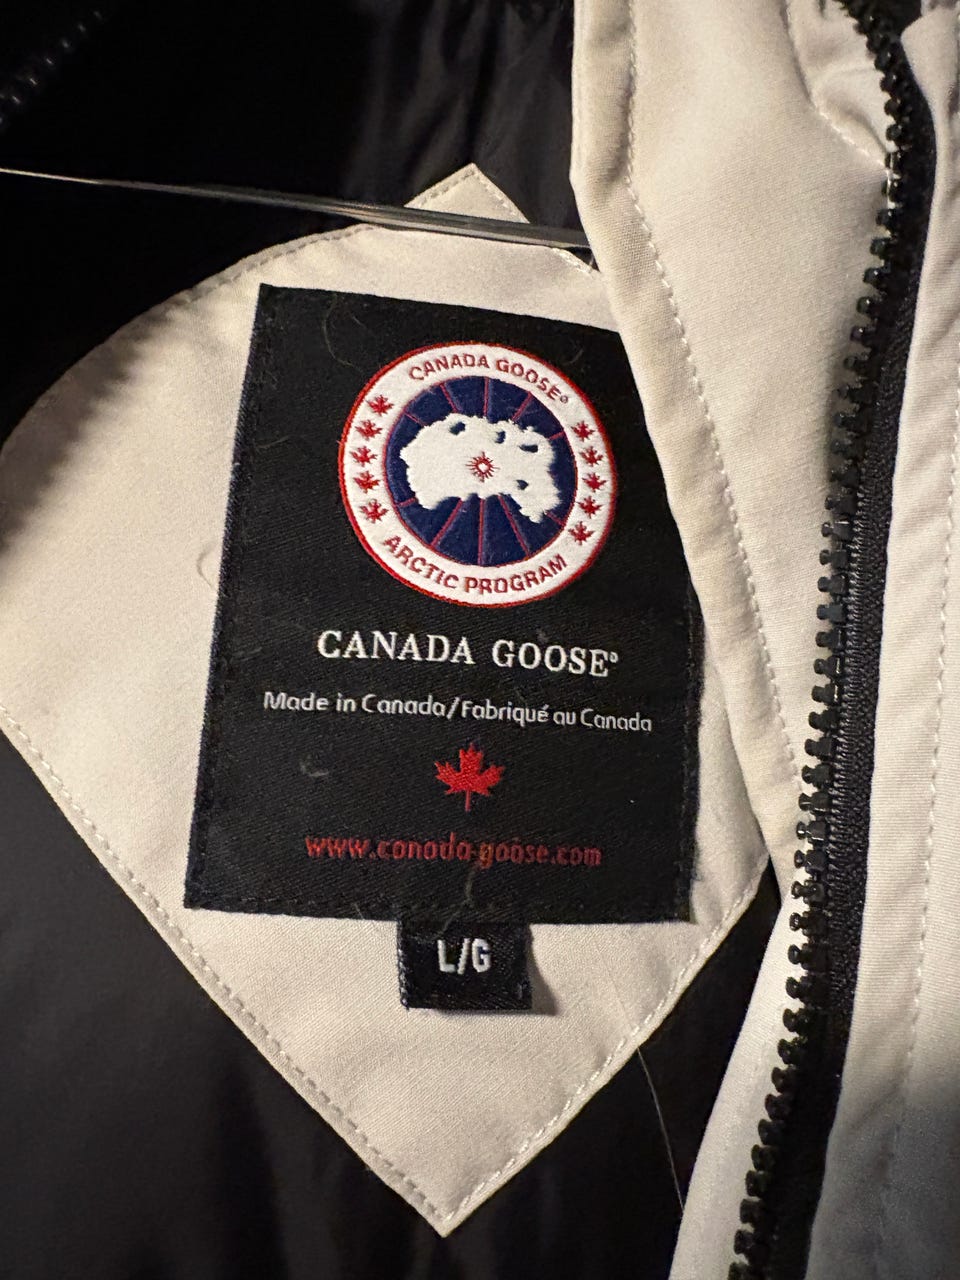 CANADA GOOSE®
ARCTIC PROGRAM
CANADA GOOSE®
Made in Canada/Fabriqué au Canada
www.canada-goose.com
L/G